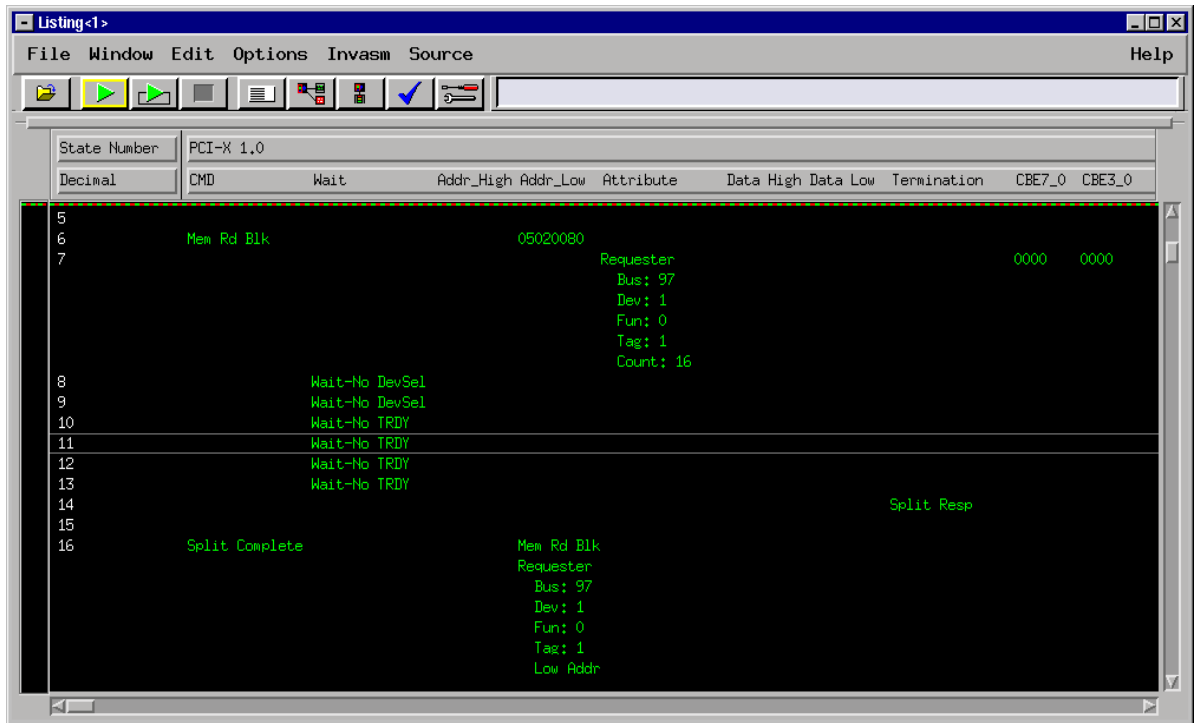 Listing<1>
File Window Edit Options Invasm Source Help
State Number PCI-X 1.0
Decimal CMD Wait Addr_High Addr_Low Attribute Data High Data Low Termination CBE7_0 CBE3_0
5
6 Mem Rd Blk 05020080
7 Requester 0000 0000
Bus: 97
Dev: 1
Fun: 0
Tag: 1
Count: 16
8 Wait-No DevSel
9 Wait-No DevSel
10 Wait-No TRDY
11 Wait-No TRDY
12 Wait-No TRDY
13 Wait-No TRDY
14 Split Resp
15
16 Split Complete Mem Rd Blk
Requester
Bus: 97
Dev: 1
Fun: 0
Tag: 1
Low Addr